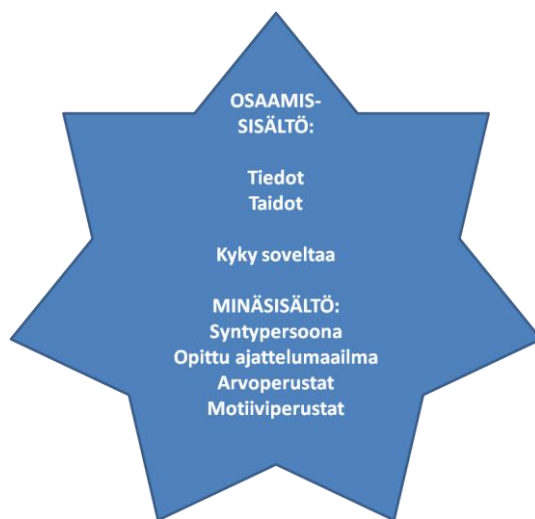 OSAAMIS-
SISÄLTÖ:
Tiedot
Taidot
Kyky soveltaa
MINÄSISÄLTÖ:
Syntypersoona
Opittu ajattelumaailma
Arvoperustat
Motiiviperustat